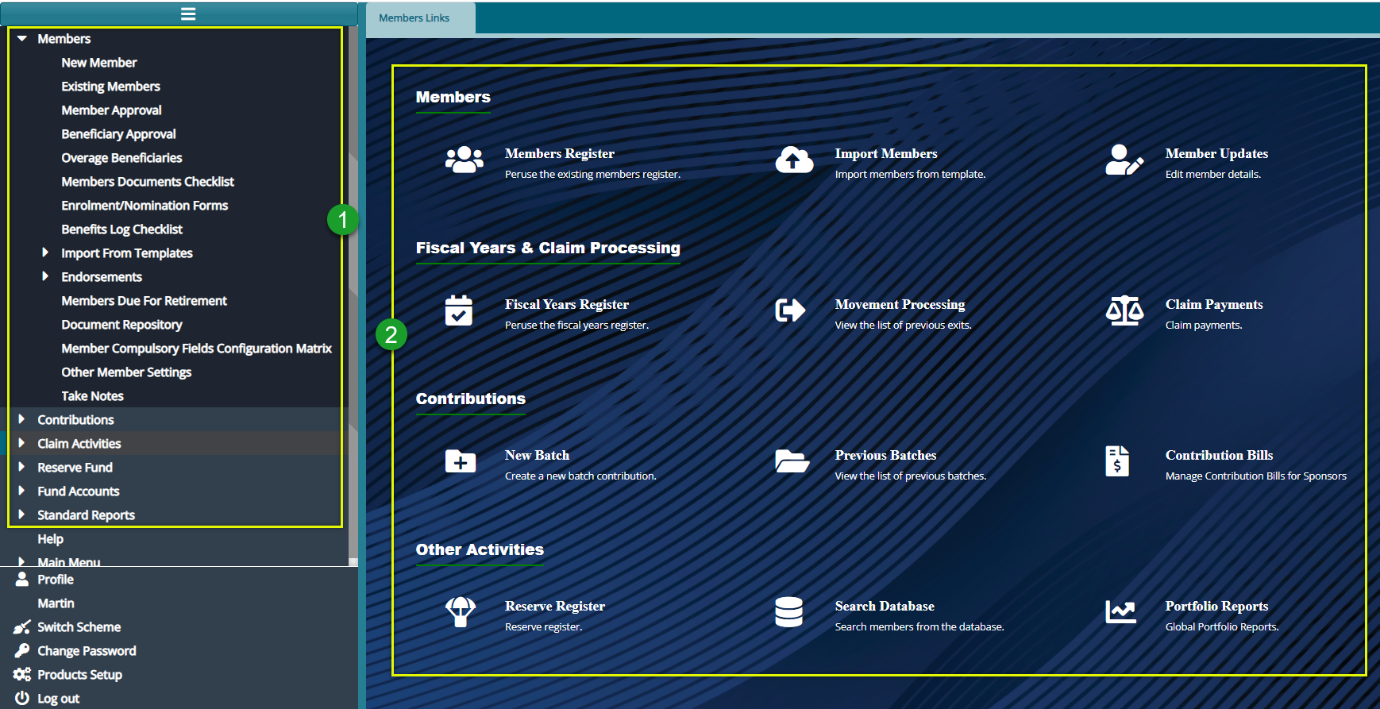 Members
New Member
Existing Members
Member Approval
Beneficiary Approval
Overage Beneficiaries
Members Documents Checklist
Enrolment/Nomination Forms
Benefits Log Checklist
Import From Templates
Endorsements
Members Due For Retirement
Document Repository
Member Compulsory Fields Configuration Matrix
Other Member Settings
Take Notes
Contributions
Claim Activities
Reserve Fund
Fund Accounts
Standard Reports
Help
Main Menu
Profile
Martin
Switch Scheme
Change Password
Products Setup
Log out
1
Members Links
2
Members
Members Register
Peruse the existing members register.
Import Members
Import members from template.
Member Updates
Edit member details.
Fiscal Years & Claim Processing
Fiscal Years Register
Peruse the fiscal years register.
Movement Processing
View the list of previous exits.
Claim Payments
Claim payments.
Contributions
New Batch
Create a new batch contribution.
Previous Batches
View the list of previous batches.
Contribution Bills
Manage Contribution Bills for Sponsors
Other Activities
Reserve Register
Reserve register.
Search Database
Search members from the database.
Portfolio Reports
Global Portfolio Reports.